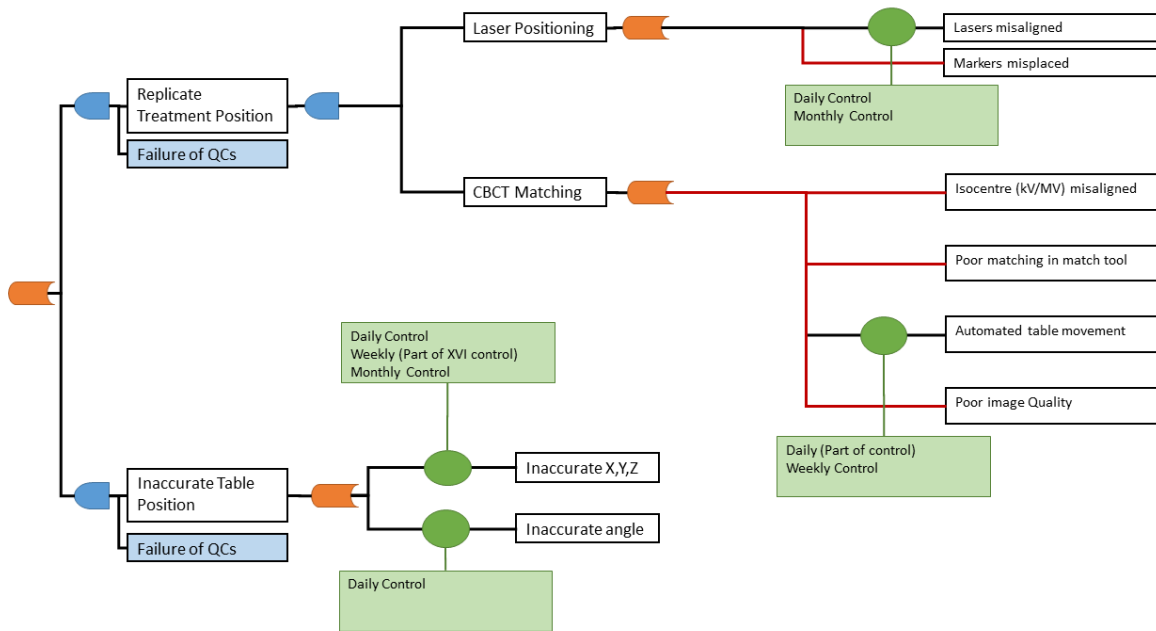 Laser Positioning
Lasers misaligned
Markers misplaced
Replicate
Treatment Position
Failure of QCs
Daily Control
Monthly Control
CBCT Matching
Isocentre (kV/MV) misaligned
Poor matching in match tool
Automated table movement
Poor image Quality
Daily (Part of control)
Weekly Control
Daily Control
Weekly (Part of XVI control)
Monthly Control
Inaccurate Table
Position
Failure of QCs
Inaccurate X,Y,Z
Inaccurate angle
Daily Control